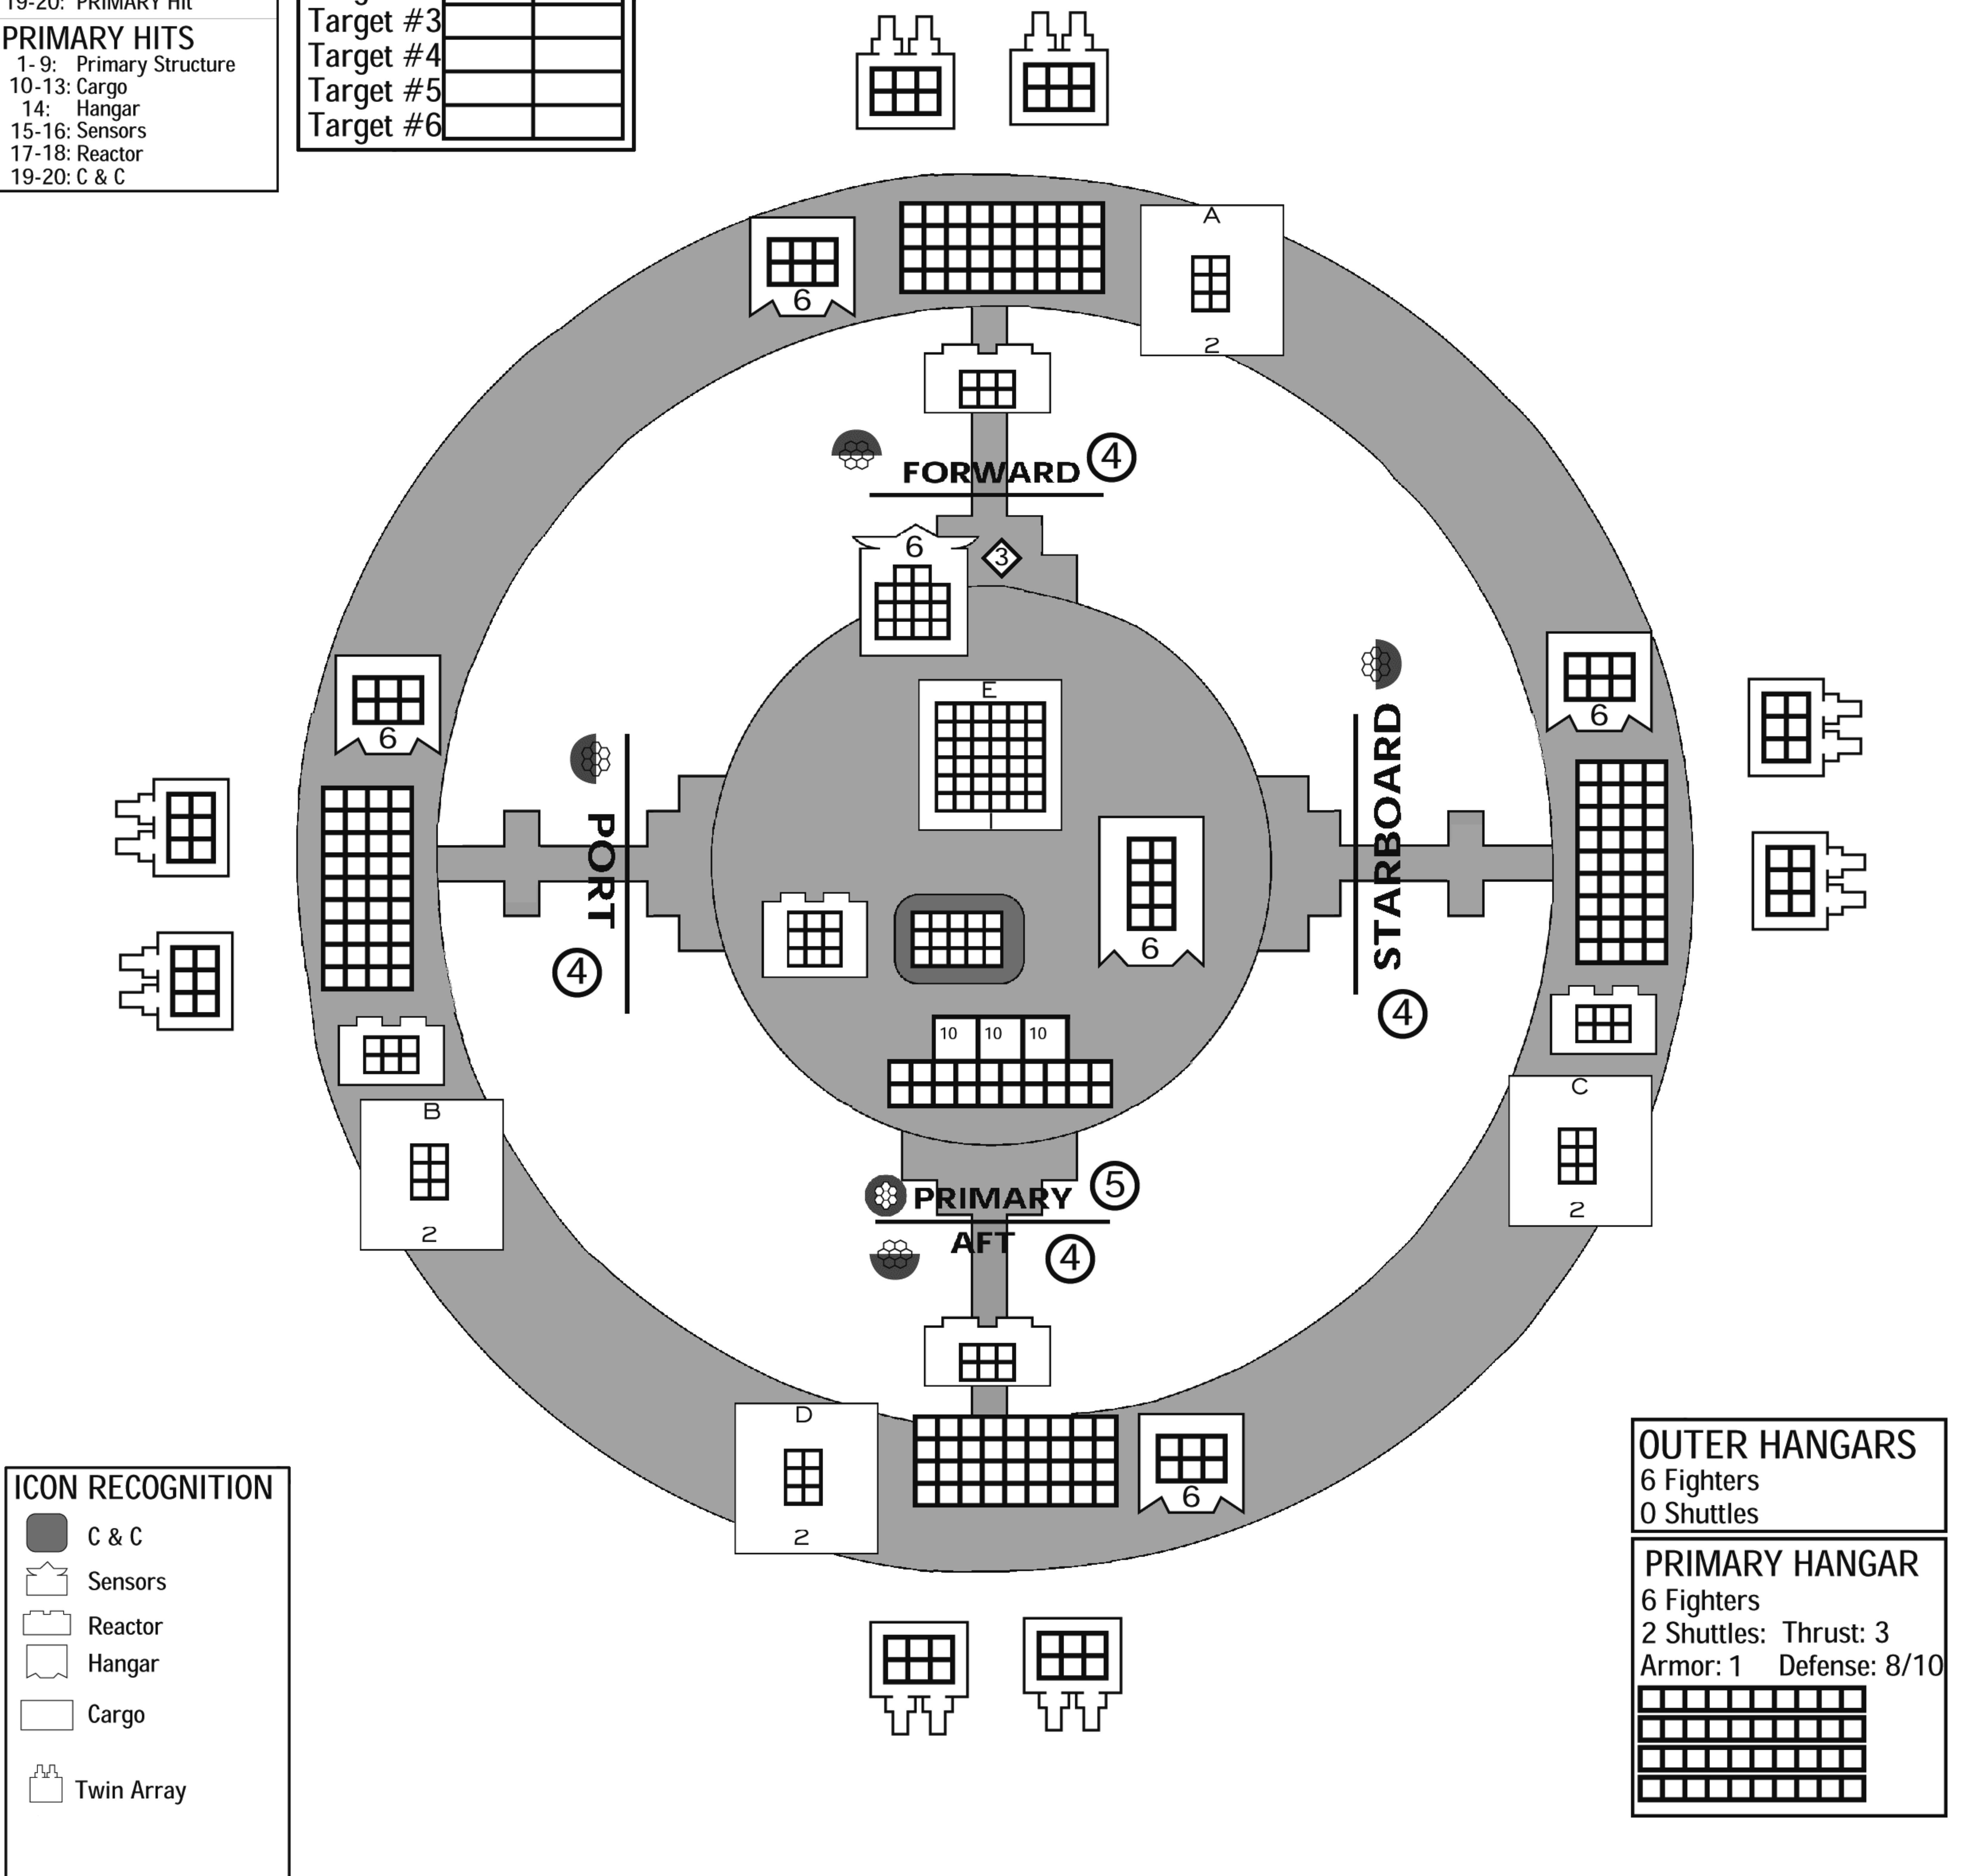 19-20: PRIMARY Hit
PRIMARY HITS
1- 9: Primary Structure
10-13: Cargo
14: Hangar
15-16: Sensors
17-18: Reactor
19-20: C & C
Target #3
Target #4
Target #5
Target #6
A
6
2
FORWARD 4
6
3
E
6
6
6
STARBOARD
4
PORT
4
6
10 10 10
B
2
C
2
PRIMARY 5
AFT 4
D
2
6
ICON RECOGNITION
C & C
Sensors
Reactor
Hangar
Cargo
Twin Array
OUTER HANGARS
6 Fighters
0 Shuttles
PRIMARY HANGAR
6 Fighters
2 Shuttles: Thrust: 3
Armor: 1 Defense: 8/10